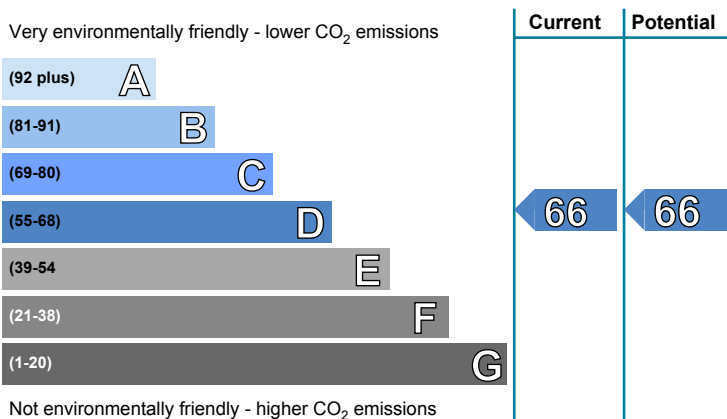 Current Potential
Very environmentally friendly - lower CO2 emissions
(92 plus) A
(81-91) B
(69-80) C
(55-68) D 66 66
(39-54 E
(21-38) F
(1-20) G
Not environmentally friendly - higher CO2 emissions